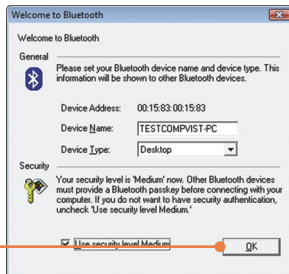 Welcome to Bluetooth
Welcome to Bluetooth
General
Please set your Bluetooth device name and device type. This
information will be shown to other Bluetooth devices.
Device Address: 00:15:83:00:15:83
Device Name: TESTCOMPVIST-PC
Device Type: Desktop
Security
Your security level is 'Medium' now. Other Bluetooth devices
must provide a Bluetooth passkey before connecting with your
computer. If you do not want to have security authentication,
uncheck 'Use security level Medium.'
Use security level Medium
OK